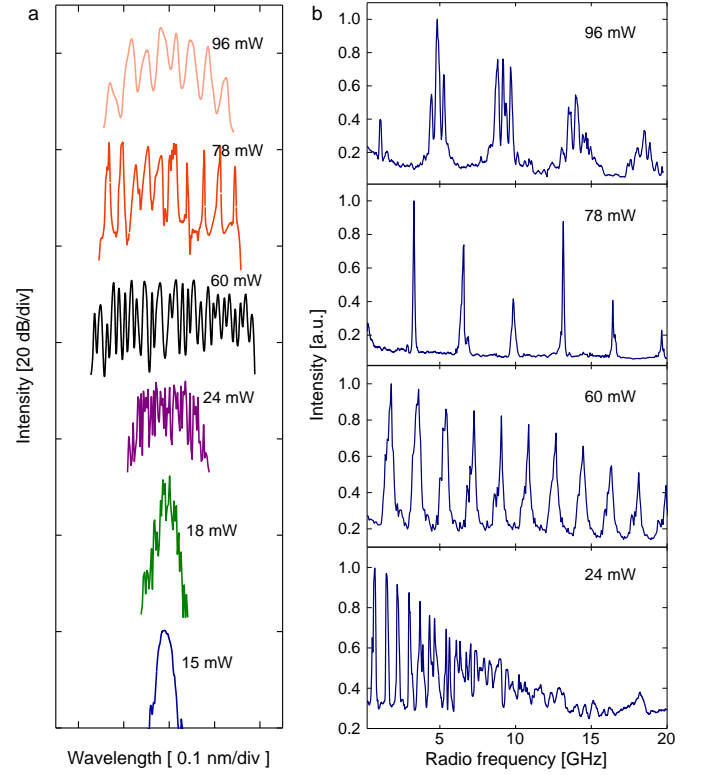 a
96 mW
78 mW
60 mW
24 mW
18 mW
15 mW
Intensity [20 dB/div]
Wavelength [ 0.1 nm/div ]
b
96 mW
1.0
0.8
0.6
0.4
0.2
78 mW
1.0
0.8
0.6
0.4
0.2
60 mW
1.0
0.8
0.6
0.4
0.2
24 mW
1.0
0.8
0.6
0.4
0.2
Intensity [a.u.]
5 10 15 20
Radio frequency [GHz]